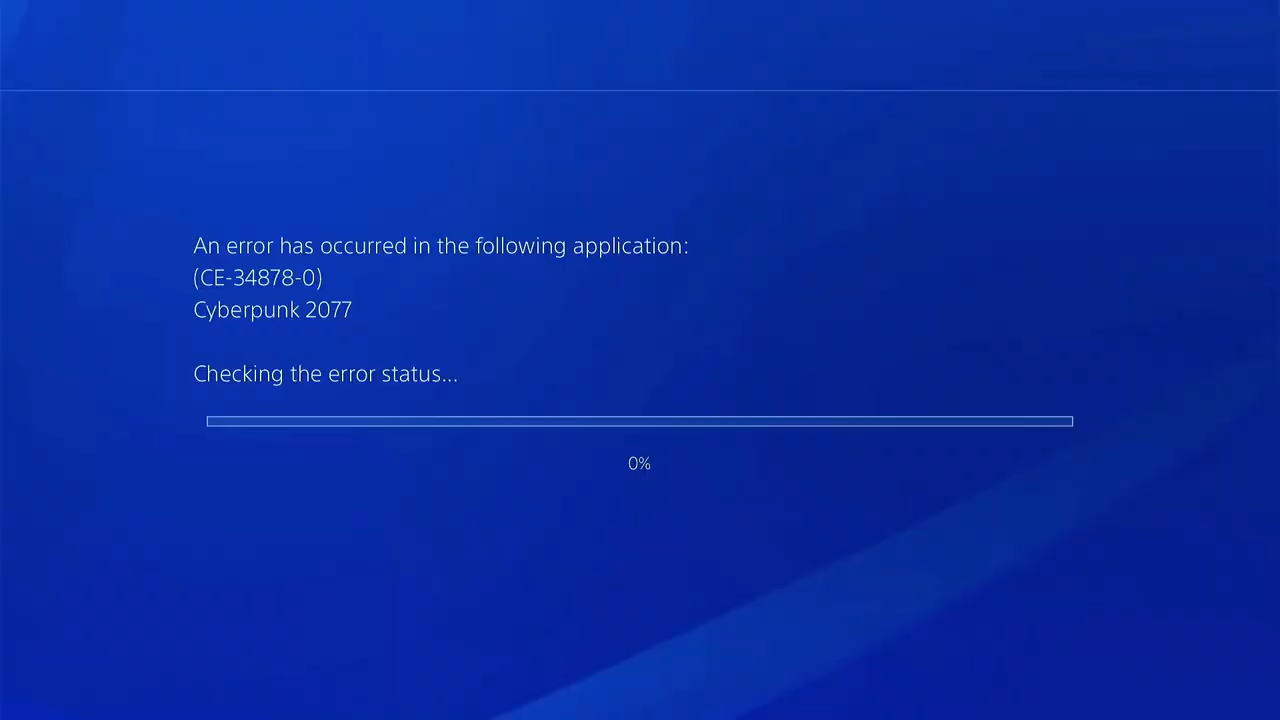 An error has occurred in the following application:
(CE-34878-0)
Cyberpunk 2077
Checking the error status...
0%